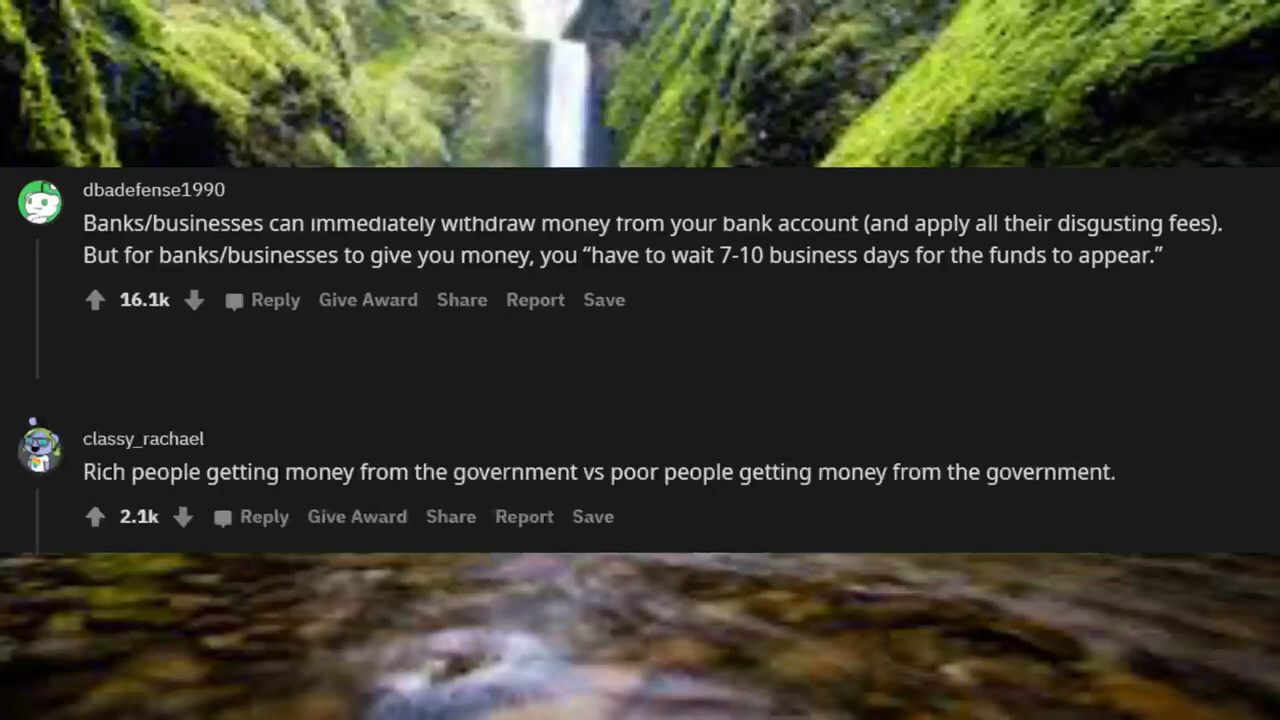 dbadefense1990
Banks/businesses can immediately withdraw money from your bank account (and apply all their disgusting fees).
But for banks/businesses to give you money, you “have to wait 7-10 business days for the funds to appear.”
16.1k Reply Give Award Share Report Save
classy_rachael
Rich people getting money from the government vs poor people getting money from the government.
2.1k Reply Give Award Share Report Save